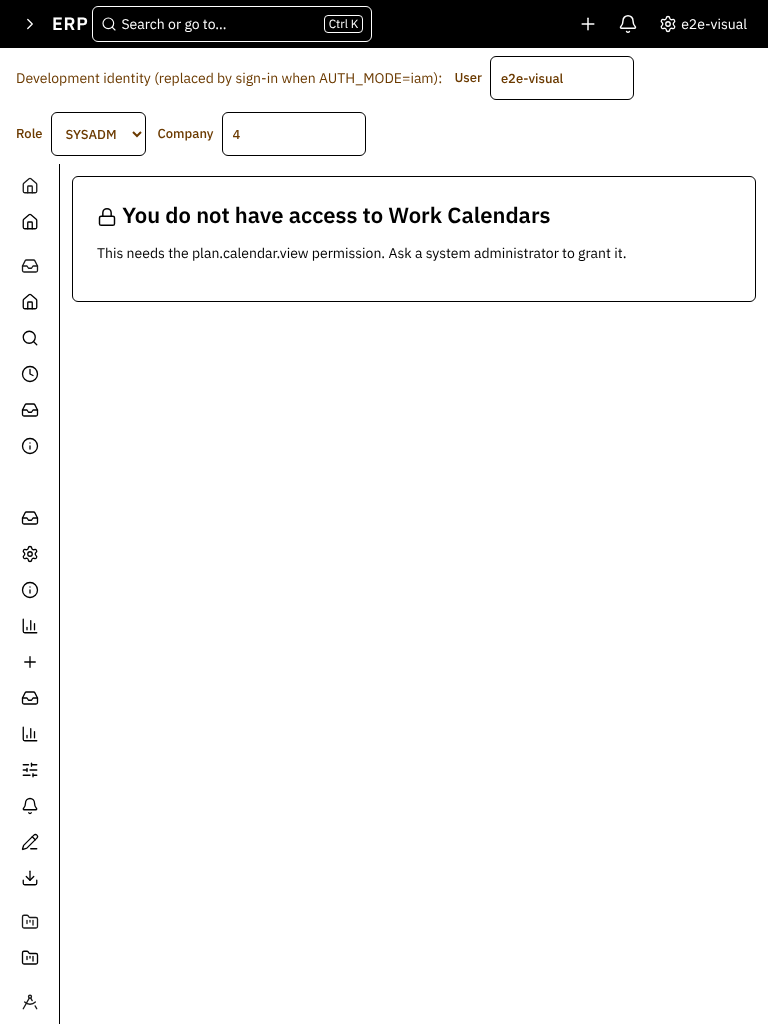 ERP
Search or go to...
Ctrl K
e2e-visual
Development identity (replaced by sign-in when AUTH_MODE=iam):
User
e2e-visual
Role
SYSADM
Company
4
You do not have access to Work Calendars
This needs the plan.calendar.view permission. Ask a system administrator to grant it.